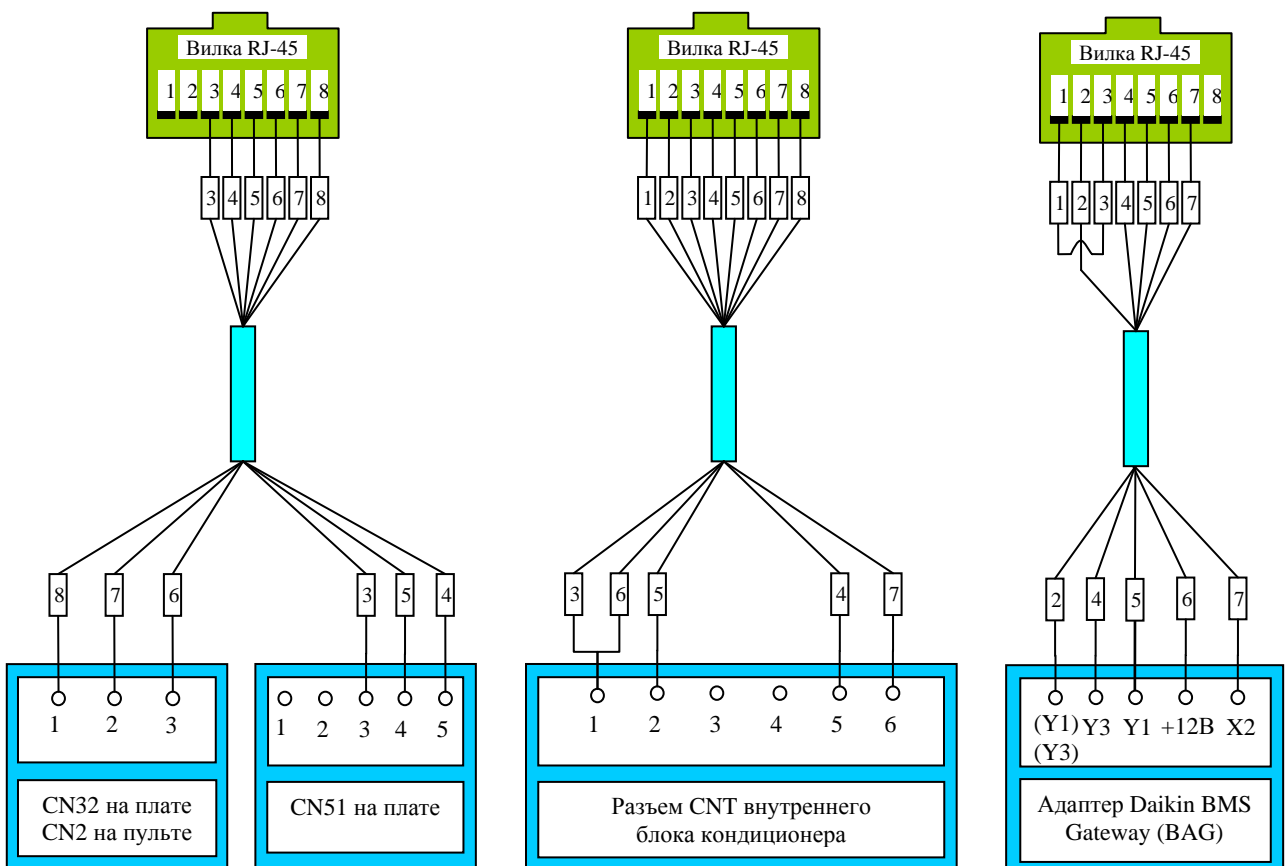 Вилка RJ-45
1 2 3 4 5 6 7 8
3 4 5 6 7 8
8 7 6
3 5 4
1 2 3
1 2 3 4 5
CN32 на плате
CN2 на пульте
CN51 на плате
Вилка RJ-45
1 2 3 4 5 6 7 8
1 2 3 4 5 6 7 8
3 6 5 4 7
1 2 3 4 5 6
Разъем CNT внутреннего
блока кондиционера
Вилка RJ-45
1 2 3 4 5 6 7 8
1 2 3 4 5 6 7
2 4 5 6 7
(Y1) Y3 Y1 +12В X2
(Y3)
Адаптер Daikin BMS
Gateway (BAG)